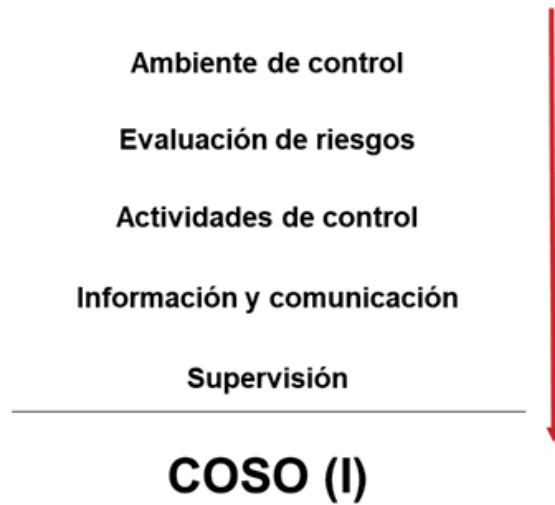 Ambiente de control
Evaluación de riesgos
Actividades de control
Información y comunicación
Supervisión
COSO (I)